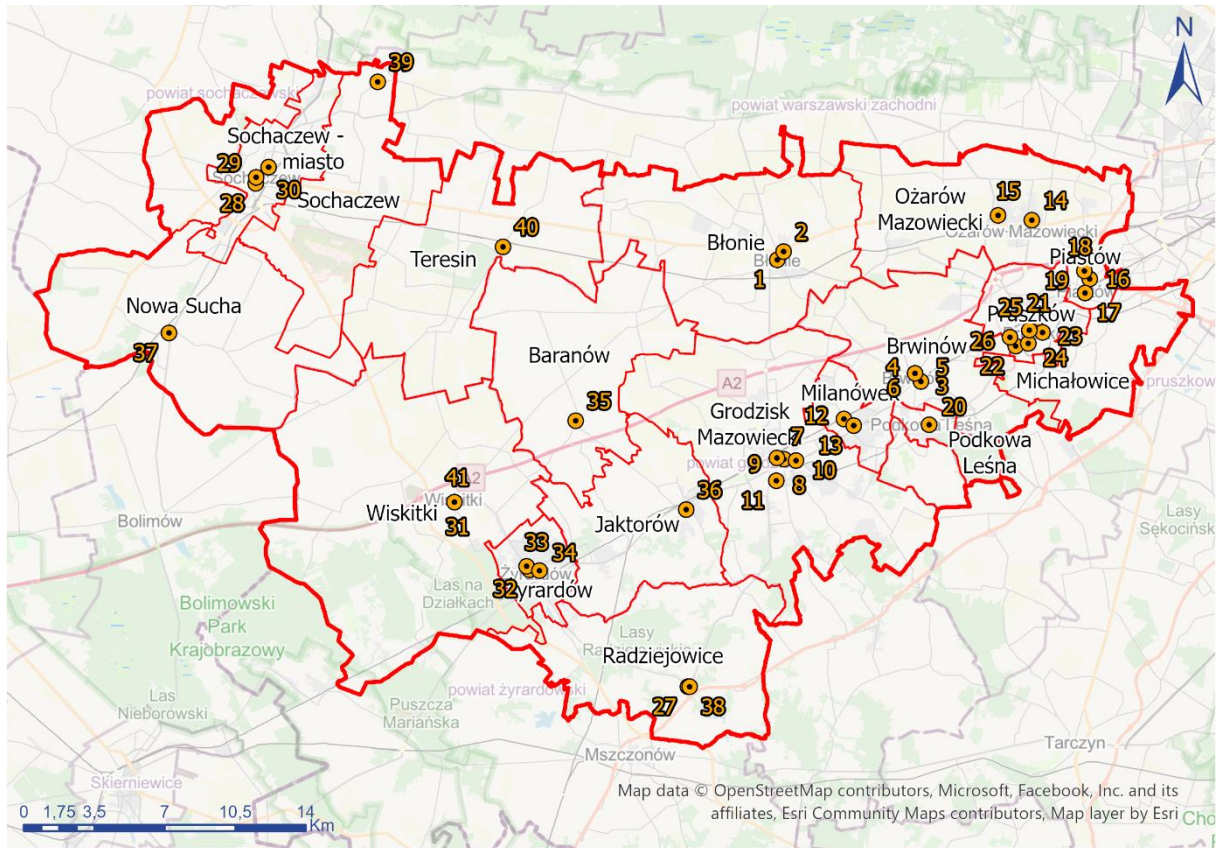 N
39
powiat sochaczewski
powiat warszawski zachodni
Sochaczew -
miasto
29
Sochaczew
28
30
Sochaczew
Ożarów
Mazowiecki
15
14
Ożarów Mazowiecki
40
Teresin
Błonie
2
1
Błonie
18
Piastów
19
16
17
Nowa Sucha
37
25
21
Pruszków
26
23
22
24
Michałowice
pruszkow
Baranów
35
A2
Brwinów
4
5
6
3
Milanówek
12
20
Podkowa Leśna
Podkowa
Leśna
Grodzisk
Mazowiecki
7
13
9
10
11
8
A2
41
Wiskitki
Wiskitki
31
36
Jaktorów
Bolimów
Lasy
Sękocińskie
33
34
32
Żyrardów
Żyrardów
Las na
Działkach
Bolimowski
Park
Krajobrazowy
Lasy
Radziejowice
powiat żyrardowski
27
38
Las
Nieborowski
Puszcza
Mariańska
Mszczonów
Tarczyn
Skierniewice
0 1,75 3,5 7 10,5 14
Km
Map data © OpenStreetMap contributors, Microsoft, Facebook, Inc. and its
affiliates, Esri Community Maps contributors, Map layer by Esri